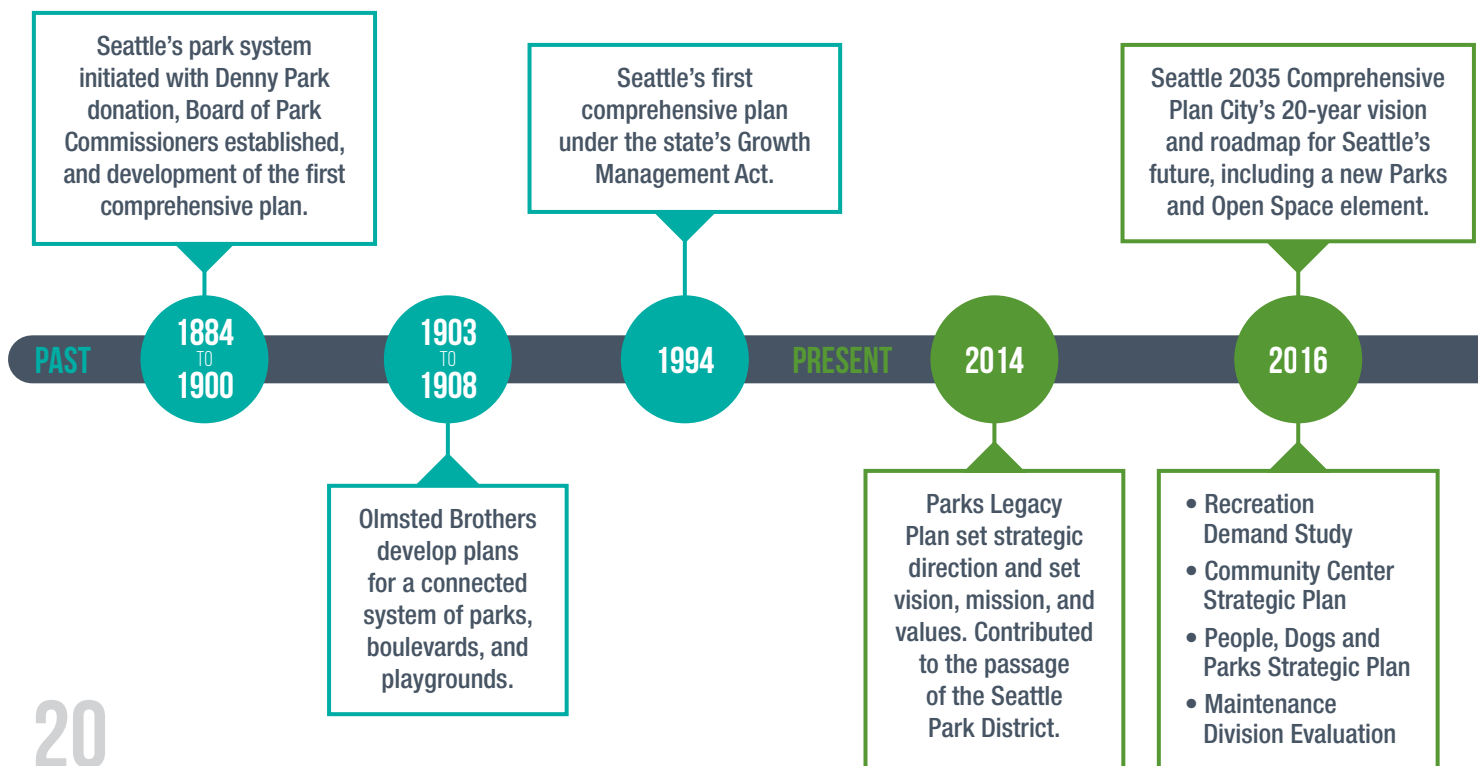 Seattle's park system
initiated with Denny Park
donation, Board of Park
Commissioners established,
and development of the first
comprehensive plan.
Seattle's first
comprehensive plan
under the state's Growth
Management Act.
Seattle 2035 Comprehensive
Plan City's 20-year vision
and roadmap for Seattle's
future, including a new Parks
and Open Space element.
PAST
1884
TO
1900
1903
TO
1908
1994
PRESENT
2014
2016
Olmsted Brothers
develop plans
for a connected
system of parks,
boulevards, and
playgrounds.
Parks Legacy
Plan set strategic
direction and set
vision, mission, and
values. Contributed
to the passage
of the Seattle
Park District.
• Recreation
Demand Study
• Community Center
Strategic Plan
• People, Dogs and
Parks Strategic Plan
• Maintenance
Division Evaluation
20